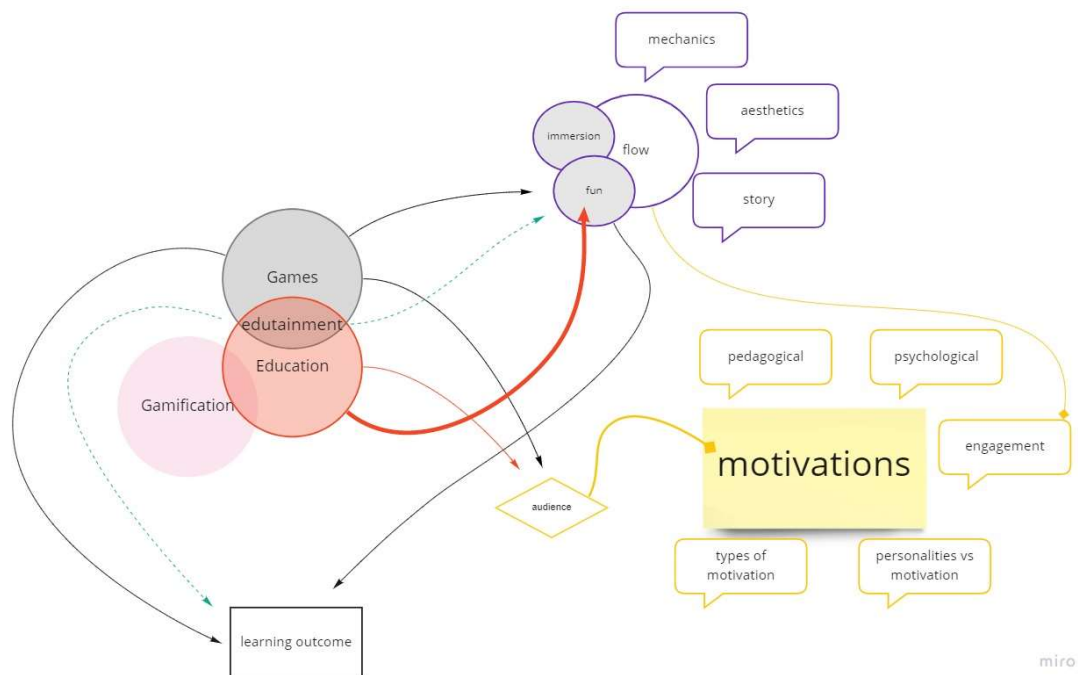 mechanics
aesthetics
immersion
flow
fun
story
Games
edutainment
Education
Gamification
pedagogical
psychological
engagement
motivations
audience
types of
motivation
personalities vs
motivation
learning outcome
miro